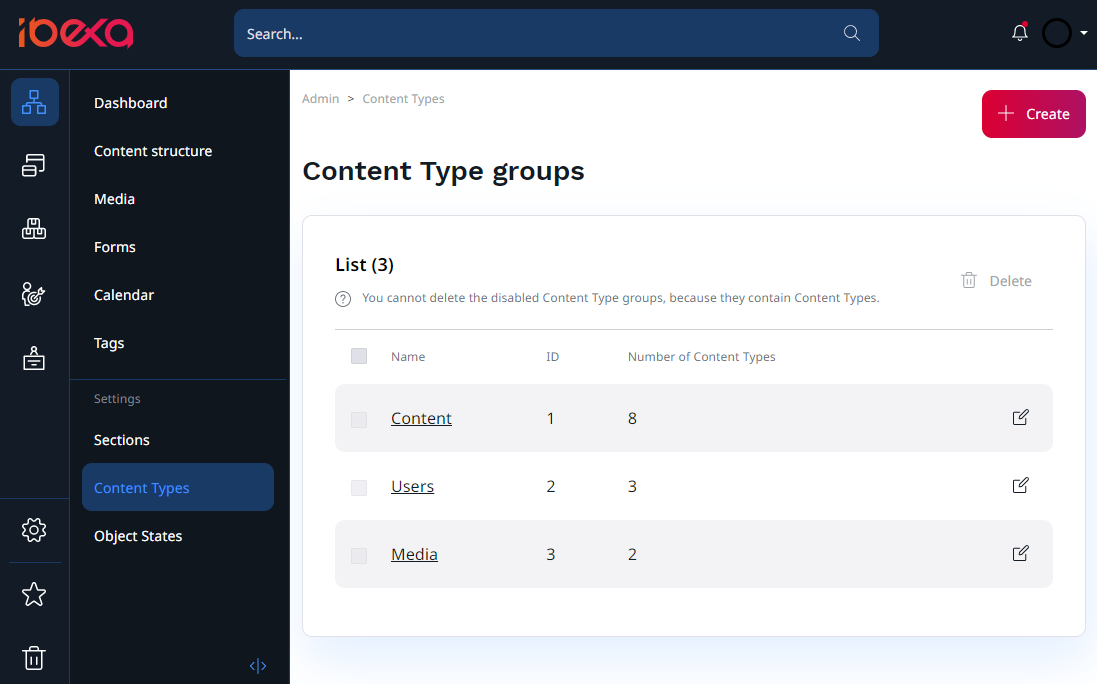 ibexa
Search...
Dashboard
Content structure
Media
Forms
Calendar
Tags
Settings
Sections
Content Types
Object States
Admin > Content Types
Create
Content Type groups
List (3)
You cannot delete the disabled Content Type groups, because they contain Content Types.
Delete
Name ID Number of Content Types
Content 1 8
Users 2 3
Media 3 2